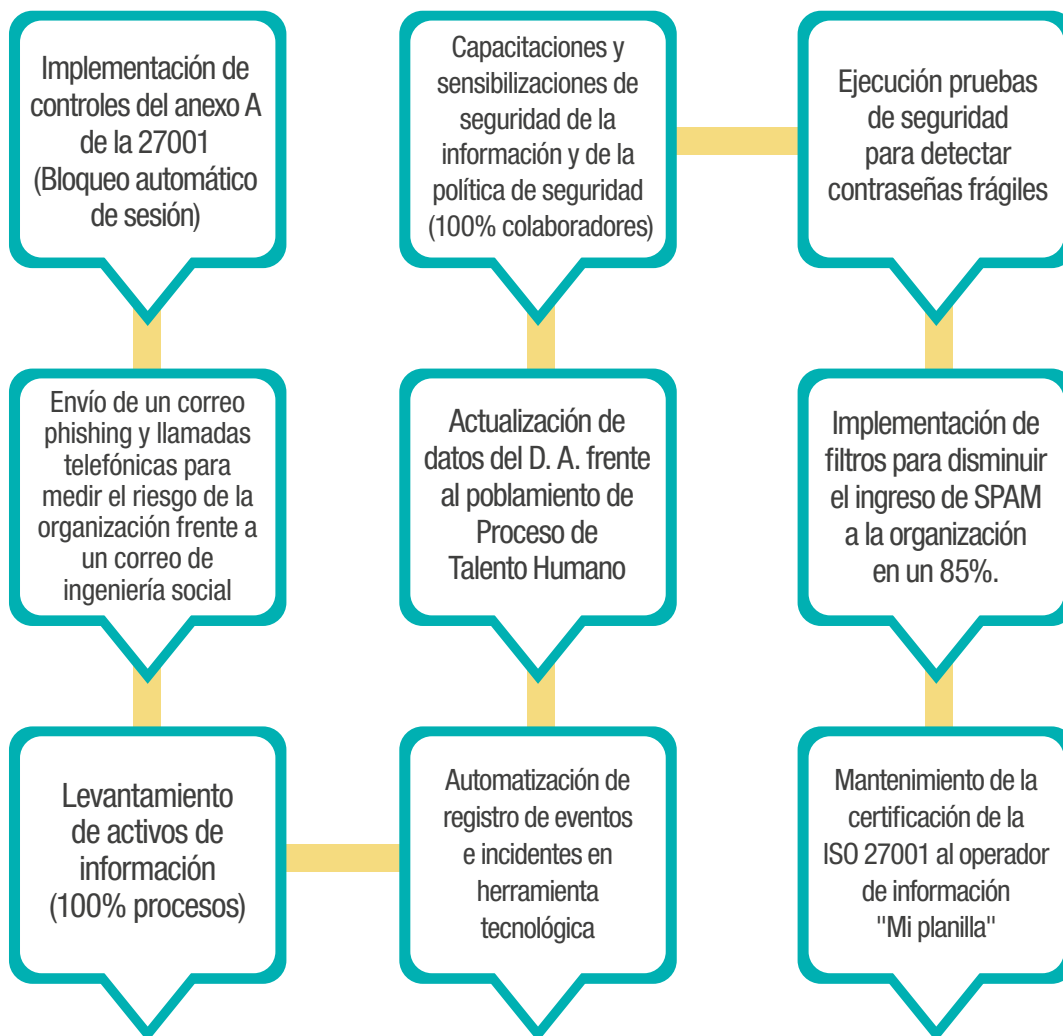 Implementación de
controles del anexo A
de la 27001
(Bloqueo automático
de sesión)
Envío de un correo
phishing y llamadas
telefónicas para
medir el riesgo de la
organización frente a
un correo de
ingeniería social
Levantamiento
de activos de
información
(100% procesos)
Automatización de
registro de eventos
e incidentes en
herramienta
tecnológica
Actualización de
datos del D. A. frente
al poblamiento de
Proceso de
Talento Humano
Capacitaciones y
sensibilizaciones de
seguridad de la
información y de la
política de seguridad
(100% colaboradores)
Ejecución pruebas
de seguridad
para detectar
contraseñas frágiles
Implementación de
filtros para disminuir
el ingreso de SPAM
a la organización
en un 85%.
Mantenimiento de la
certificación de la
ISO 27001 al operador
de información
"Mi planilla"